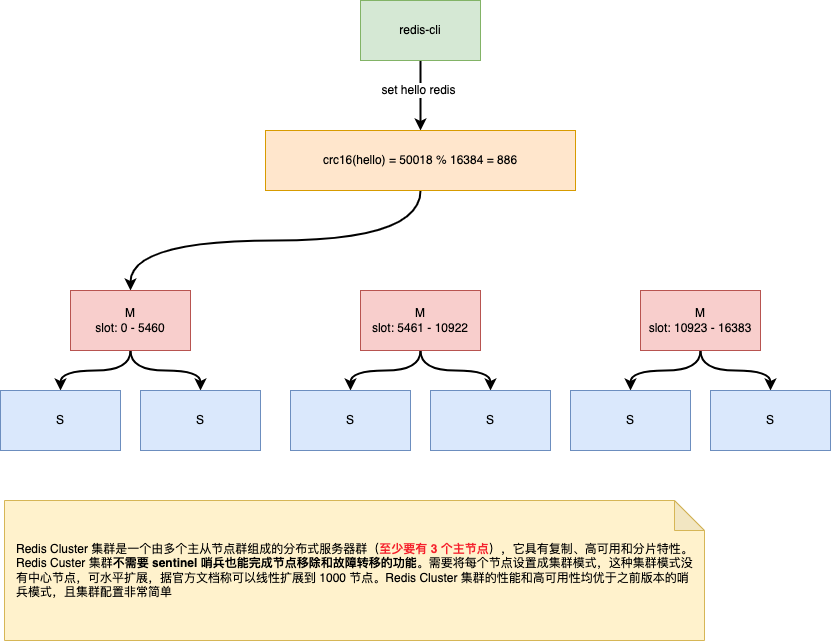 redis-cli
set hello redis
crc16(hello) = 50018 % 16384 = 886
M
slot: 0 - 5460
M
slot: 5461 - 10922
M
slot: 10923 - 16383
S
S
S
S
S
S
Redis Cluster 集群是一个由多个主从节点群组成的分布式服务器群（至少要有 3 个主节点），它具有复制、高可用和分片特性。
Redis Custer 集群不需要 sentinel 哨兵也能完成节点移除和故障转移的功能。需要将每个节点设置成集群模式，这种集群模式没
有中心节点，可水平扩展，据官方文档称可以线性扩展到 1000 节点。Redis Cluster 集群的性能和高可用性均优于之前版本的哨
兵模式，且集群配置非常简单